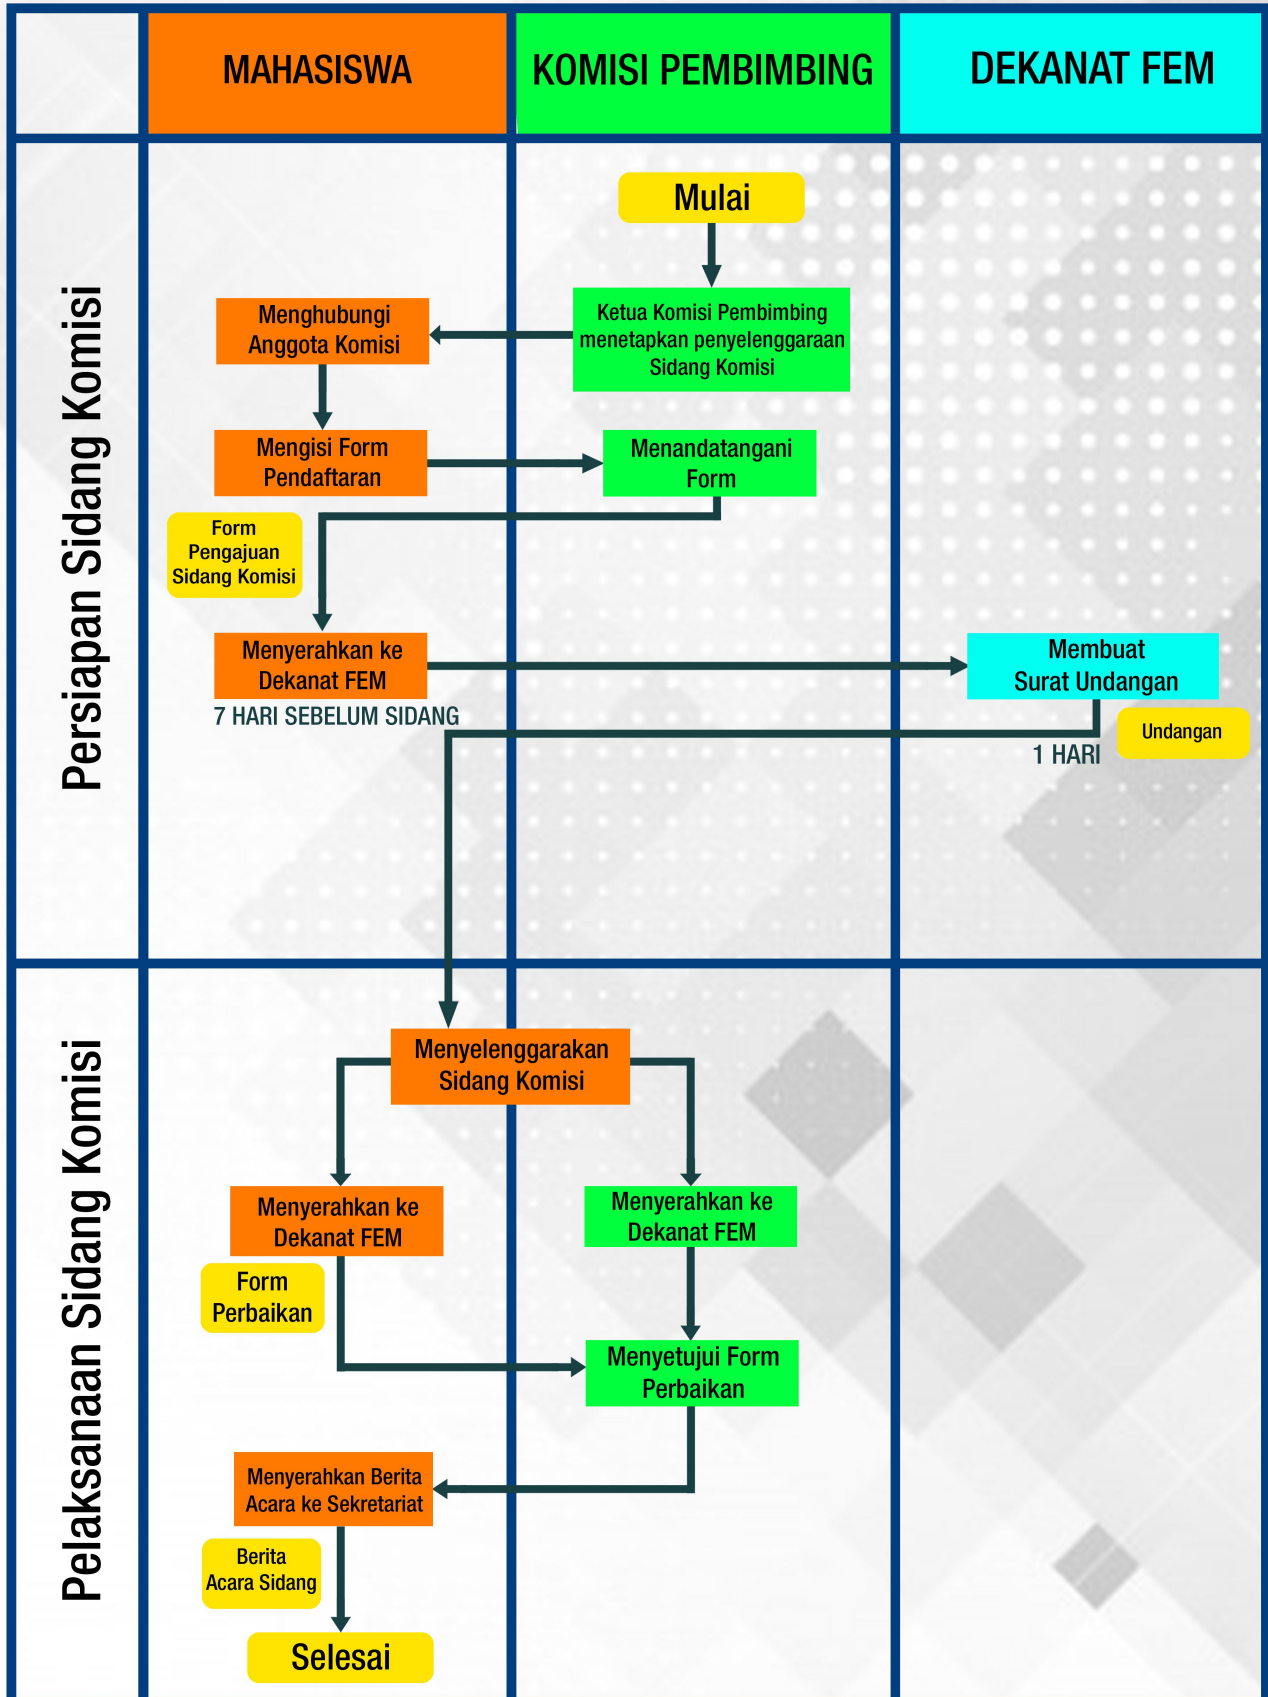 MAHASISWA
KOMISI PEMBIMBING
DEKANAT FEM
Persiapan Sidang Komisi
Mulai
Ketua Komisi Pembimbing
menetapkan penyelenggaraan
Sidang Komisi
Menghubungi
Anggota Komisi
Mengisi Form
Pendaftaran
Menandatangani
Form
Form
Pengajuan
Sidang Komisi
Menyerahkan ke
Dekanat FEM
7 HARI SEBELUM SIDANG
Membuat
Surat Undangan
Undangan
1 HARI
Pelaksanaan Sidang Komisi
Menyelenggarakan
Sidang Komisi
Menyerahkan ke
Dekanat FEM
Menyerahkan ke
Dekanat FEM
Form
Perbaikan
Menyetujui Form
Perbaikan
Menyerahkan Berita
Acara ke Sekretariat
Berita
Acara Sidang
Selesai